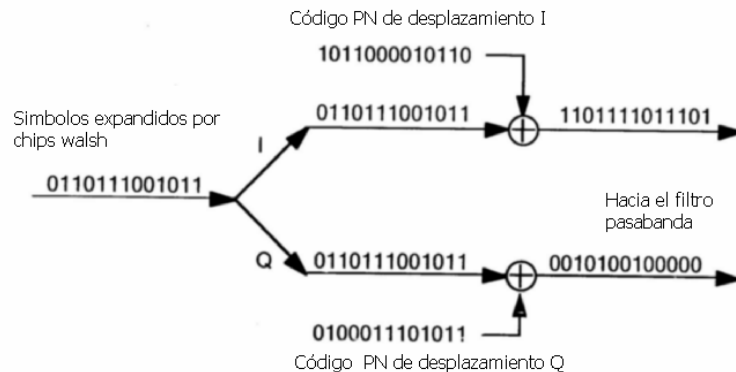 Código PN de desplazamiento I
1011000010110
Simbolos expandidos por
chips walsh
0110111001011
1101111011101
I
0110111001011
Hacia el filtro
pasabanda
Q
0110111001011
0010100100000
0100011101011
Código PN de desplazamiento Q